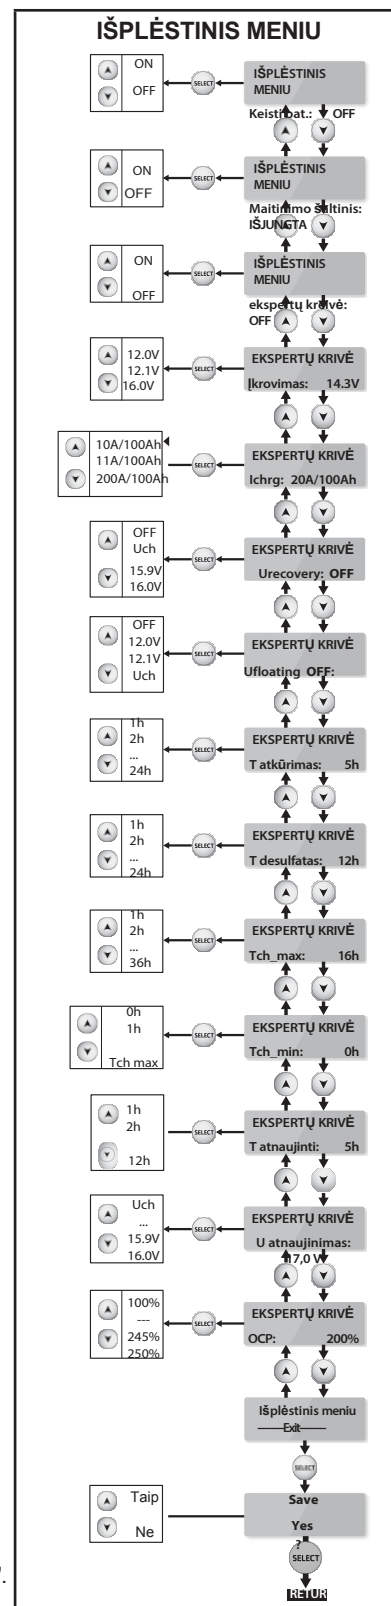 IŠPLĖSTINIS MENIU
ON
OFF
SELECT
IŠPLĖSTINIS
MENIU
Keisti bat.: OFF
ON
OFF
SELECT
IŠPLĖSTINIS
MENIU
Maitinimo šaltinis:
IŠJUNGTA
ON
OFF
SELECT
IŠPLĖSTINIS
MENIU
ekspertų kreivė:
OFF
12.0V
12.1V
16.0V
SELECT
EKSPERTŲ KRIVĖ
Įkrovimas: 14.3V
10A/100Ah
11A/100Ah
200A/100Ah
SELECT
EKSPERTŲ KRIVĖ
Ichrg: 20A/100Ah
OFF
Uch
15.9V
16.0V
SELECT
EKSPERTŲ KRIVĖ
Urecovery: OFF
OFF
12.0V
12.1V
Uch
SELECT
EKSPERTŲ KRIVĖ
Ufloating OFF:
1h
2h
...
24h
SELECT
EKSPERTŲ KRIVĖ
T atkūrimas: 5h
1h
2h
...
24h
SELECT
EKSPERTŲ KRIVĖ
T desulfatas: 12h
1h
2h
...
36h
SELECT
EKSPERTŲ KRIVĖ
Tch_max: 16h
0h
1h
Tch max
SELECT
EKSPERTŲ KRIVĖ
Tch_min: 0h
1h
2h
12h
SELECT
EKSPERTŲ KRIVĖ
T atnaujinti: 5h
Uch
...
15.9V
16.0V
SELECT
EKSPERTŲ KRIVĖ
U atnaujinimas:
17,0 V
100%
---
245%
250%
SELECT
EKSPERTŲ KRIVĖ
OCP: 200%
Išplėstinis meniu
Exit
SELECT
Taip
Ne
Save
Yes
?
SELECT
RETUR
.